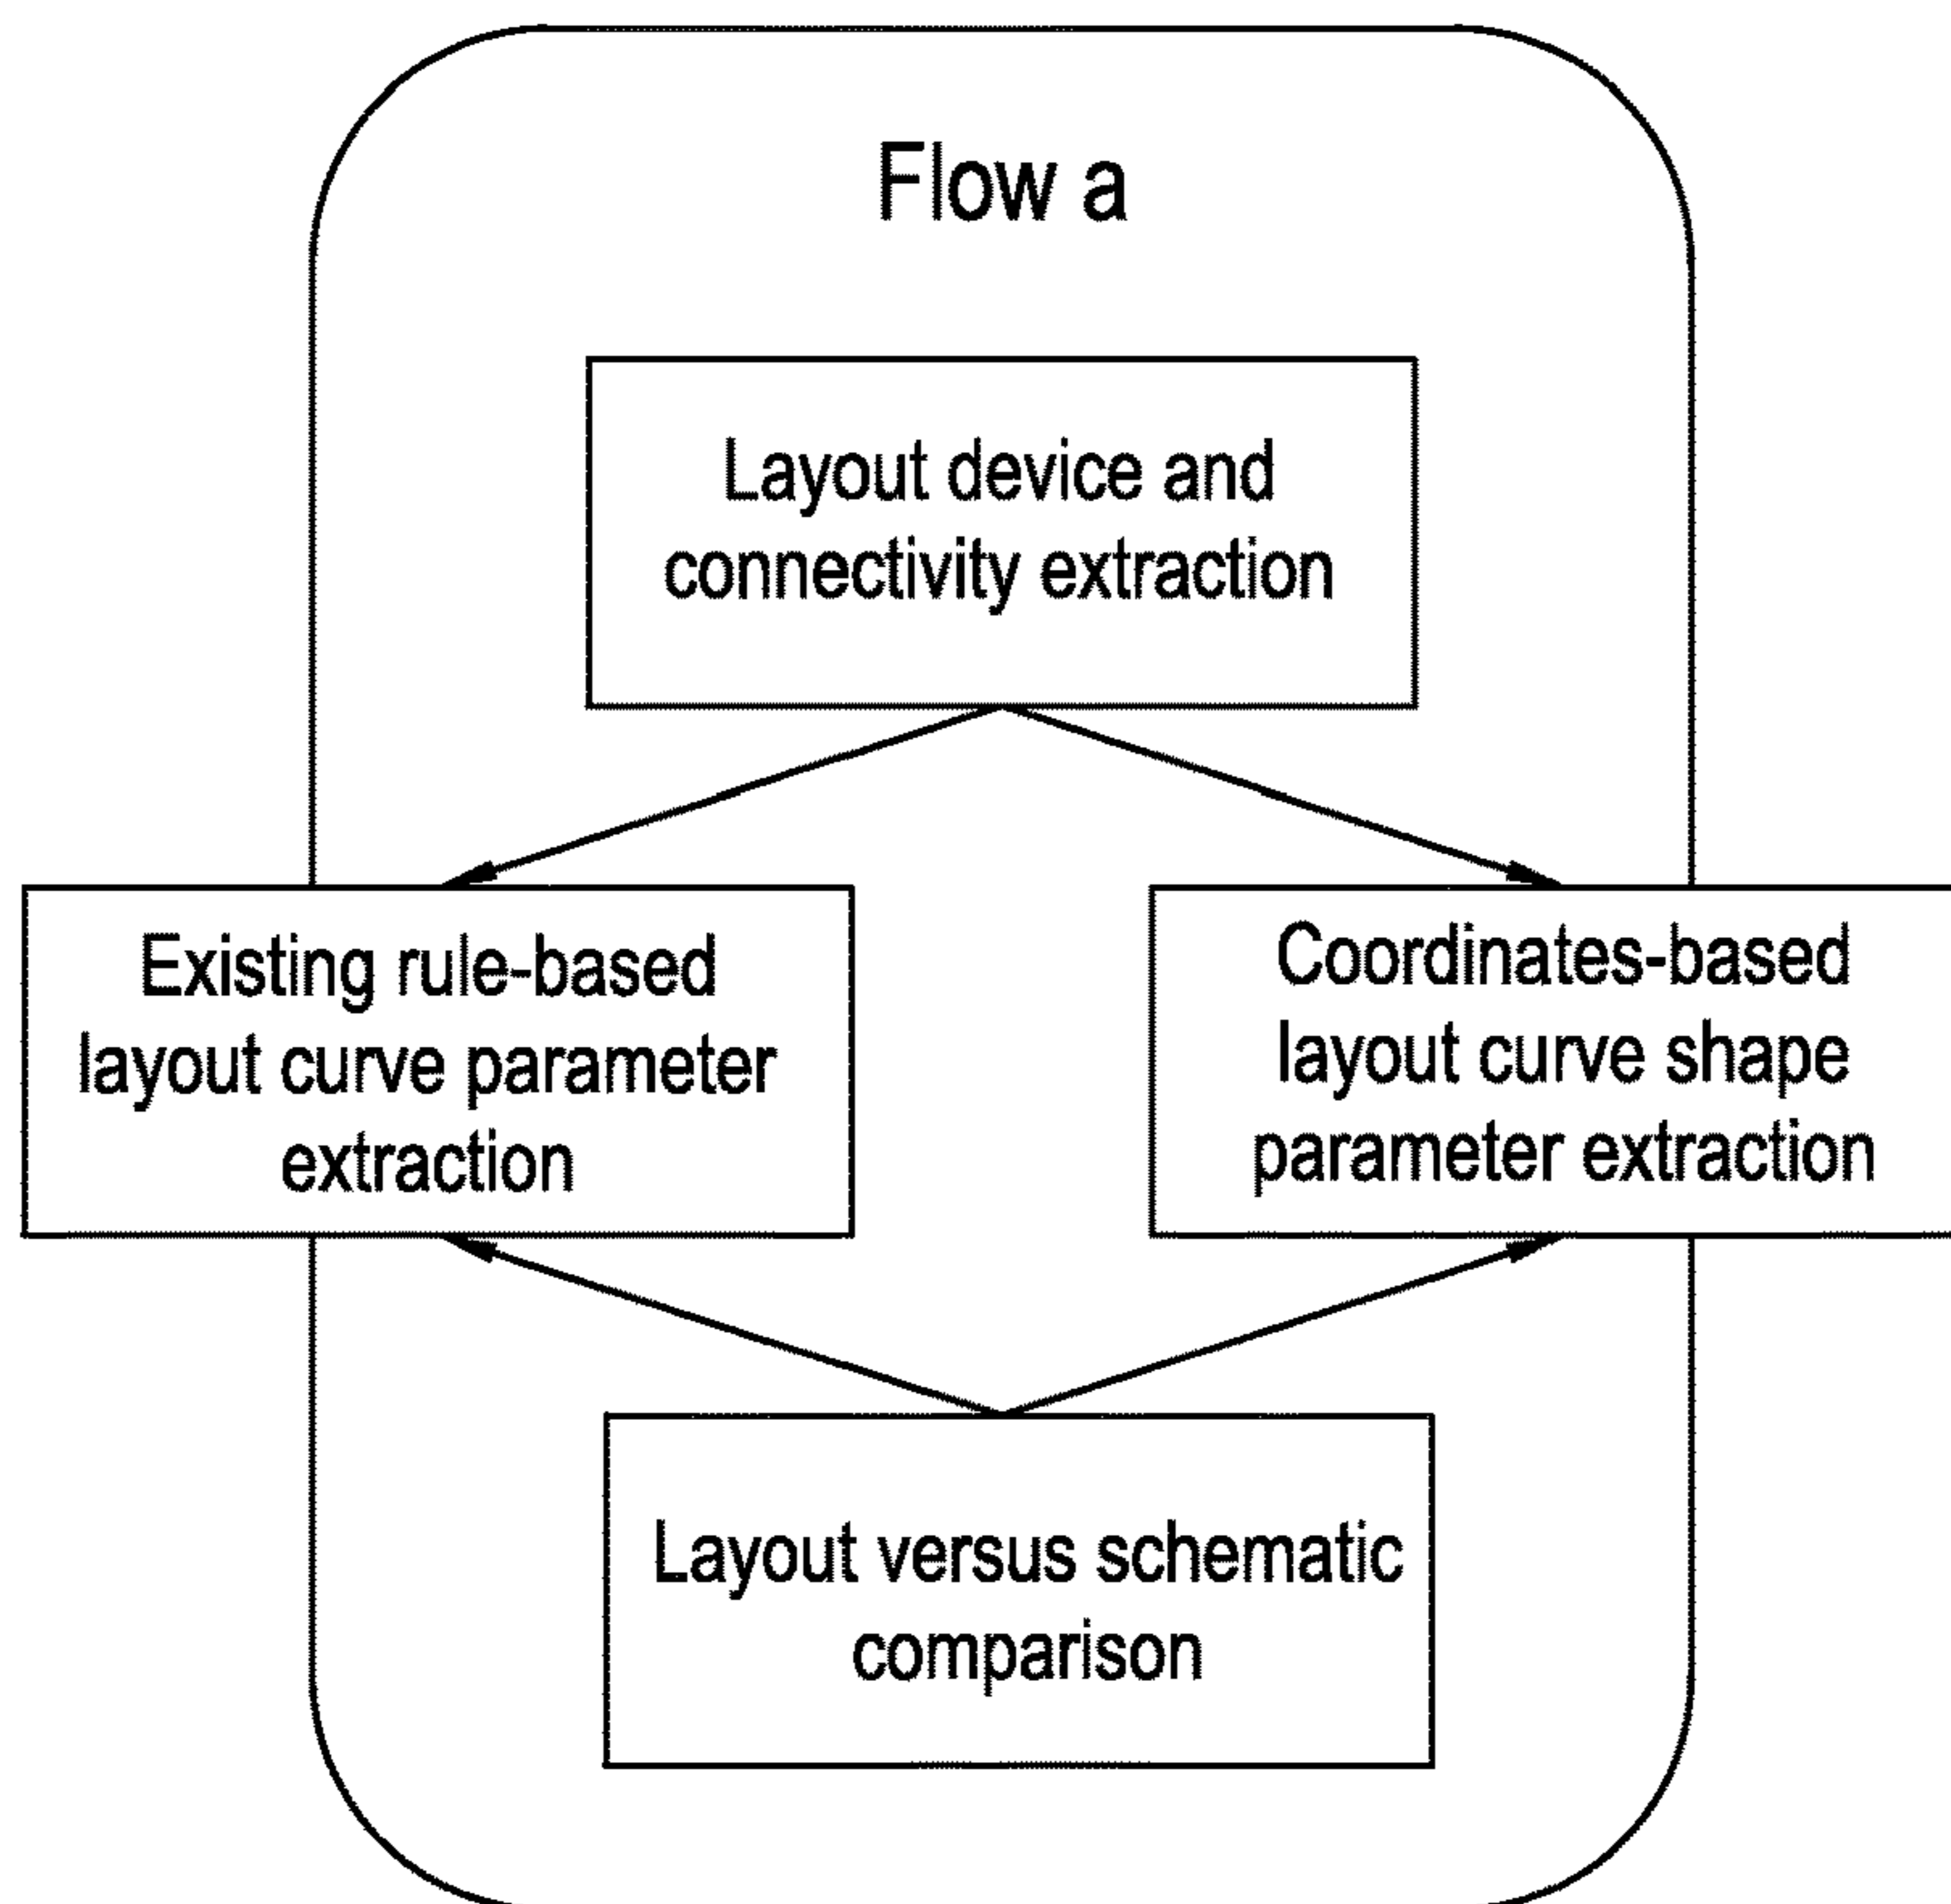 Flow a
Layout device and
connectivity extraction
Existing rule-based
layout curve parameter
extraction
Coordinates-based
layout curve shape
parameter extraction
Layout versus schematic
comparison